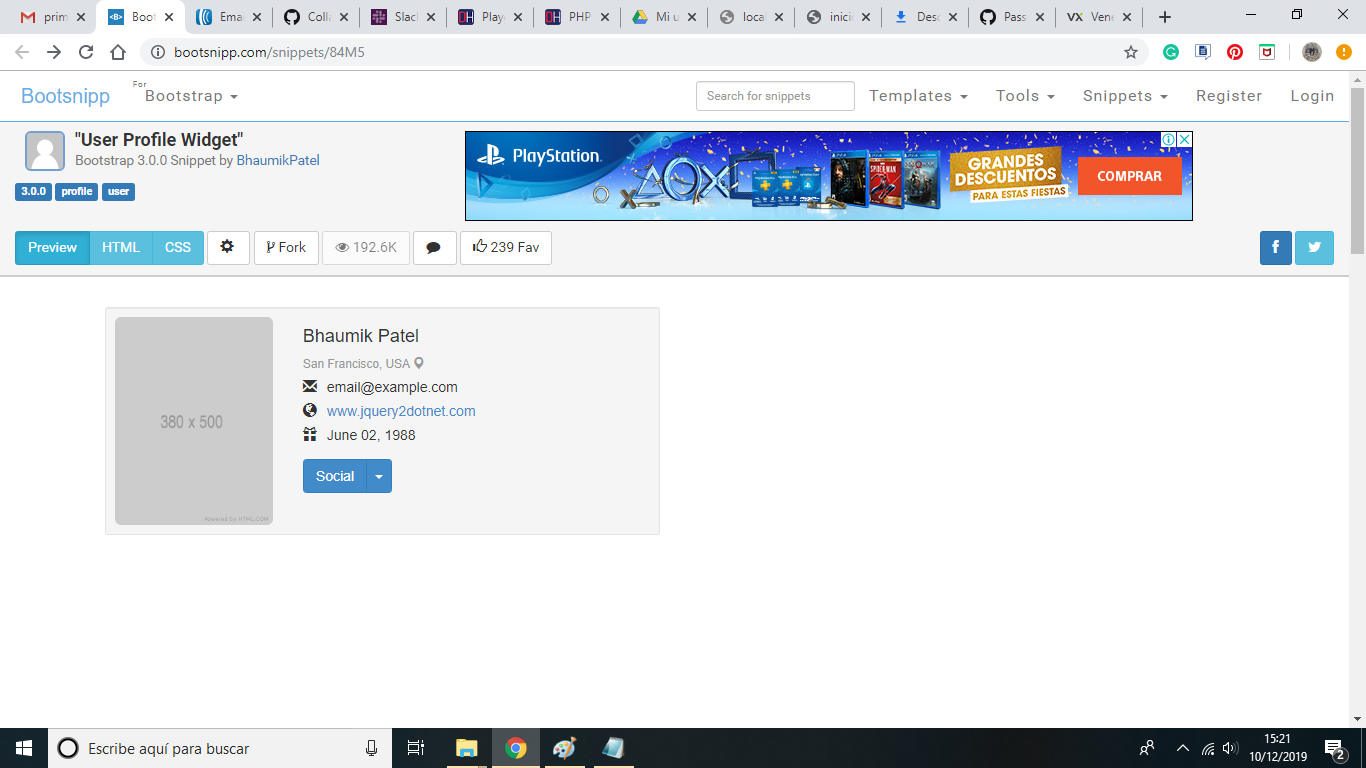 prim Boot Emai Colla Slac Playg PHP Mi u local inici Desc Pass Vene
bootsnipp.com/snippets/84M5
Bootsnipp For Bootstrap Search for snippets Templates Tools Snippets Register Login
"User Profile Widget"
Bootstrap 3.0.0 Snippet by BhaumikPatel
3.0.0 profile user
PlayStation. GRANDES DESCUENTOS PARA ESTAS FIESTAS COMPRAR
Preview HTML CSS Fork 192.6K 239 Fav
Bhaumik Patel
San Francisco, USA
email@example.com
www.jquery2dotnet.com
380 x 500
June 02, 1988
Social
Powered by HTML.COM
Escribe aquí para buscar
15:21
10/12/2019
2